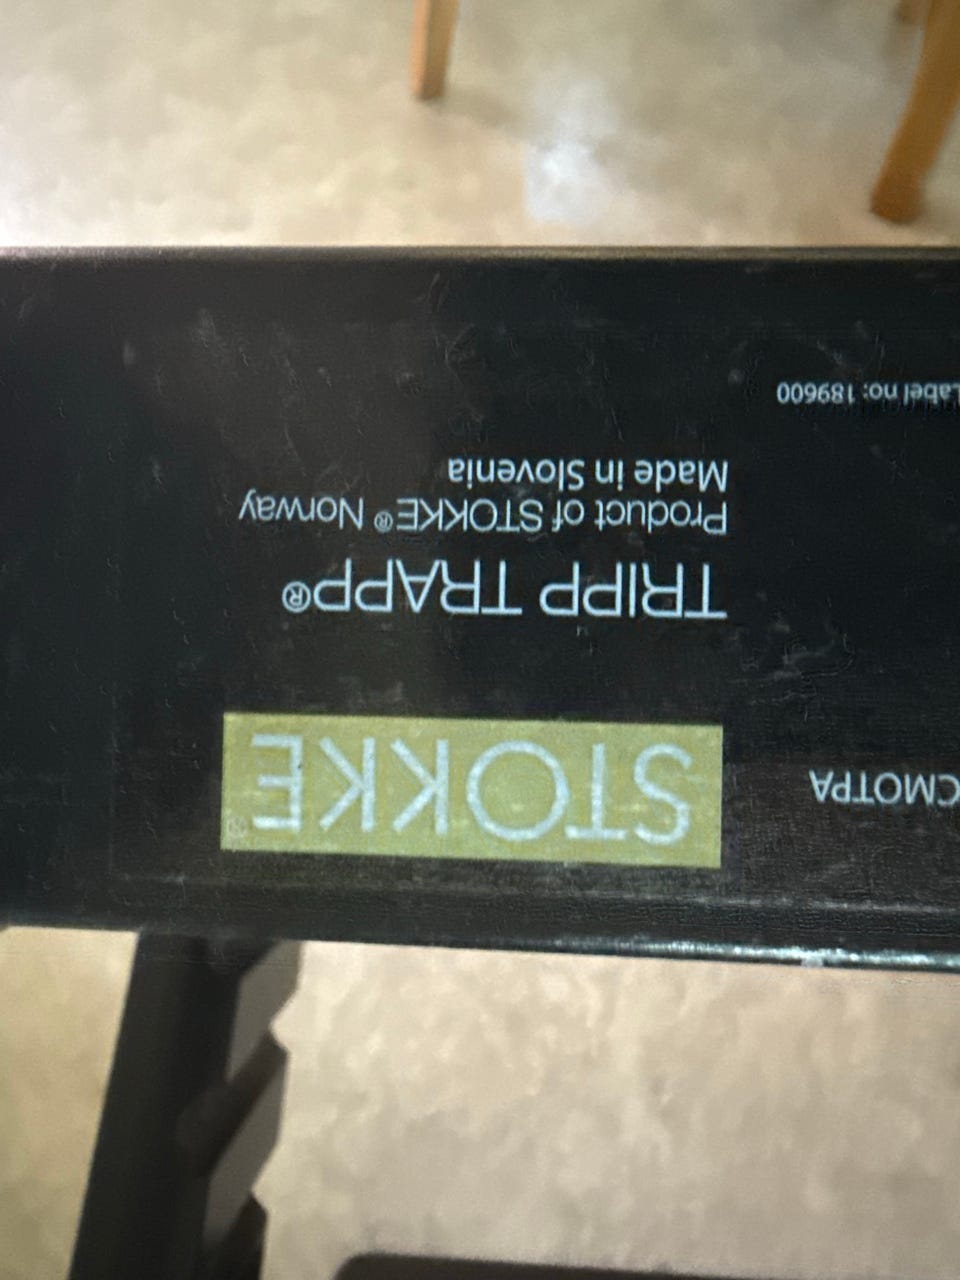 STOKKE®
TRIPP TRAPP®
Product of STOKKE® Norway
Made in Slovenia
СМОТРА
Label no: 189600